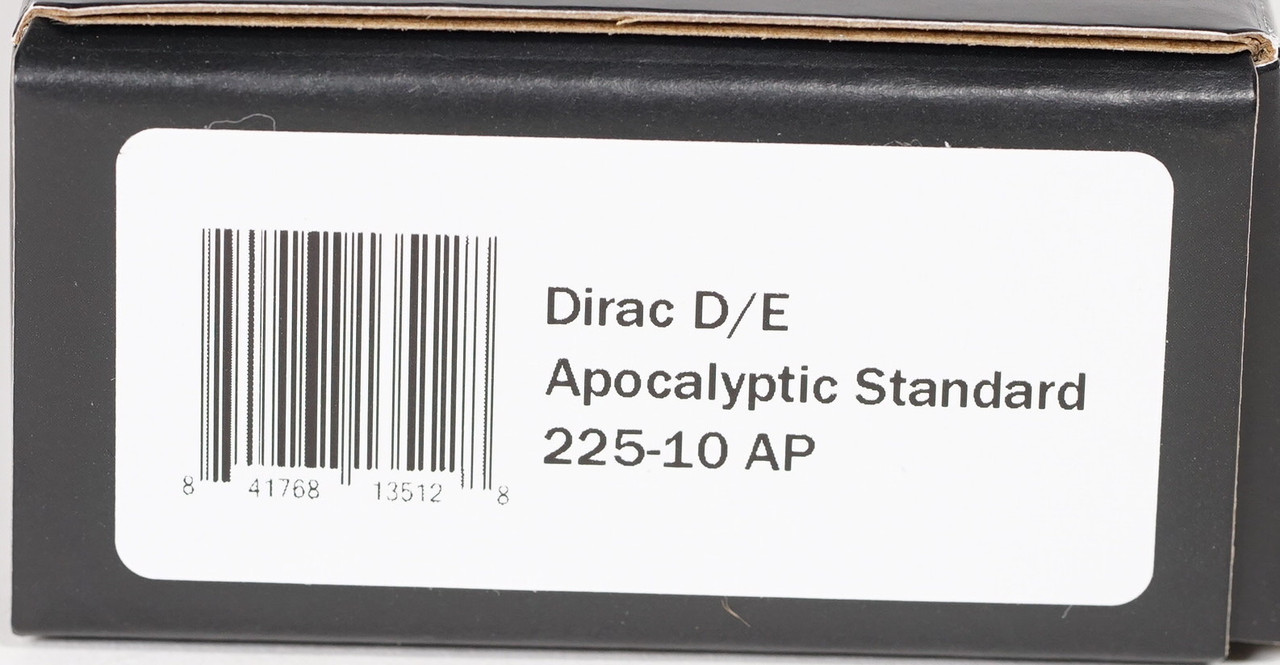 Dirac D/E
Apocalyptic Standard
225-10 AP
8 41768 13512 8